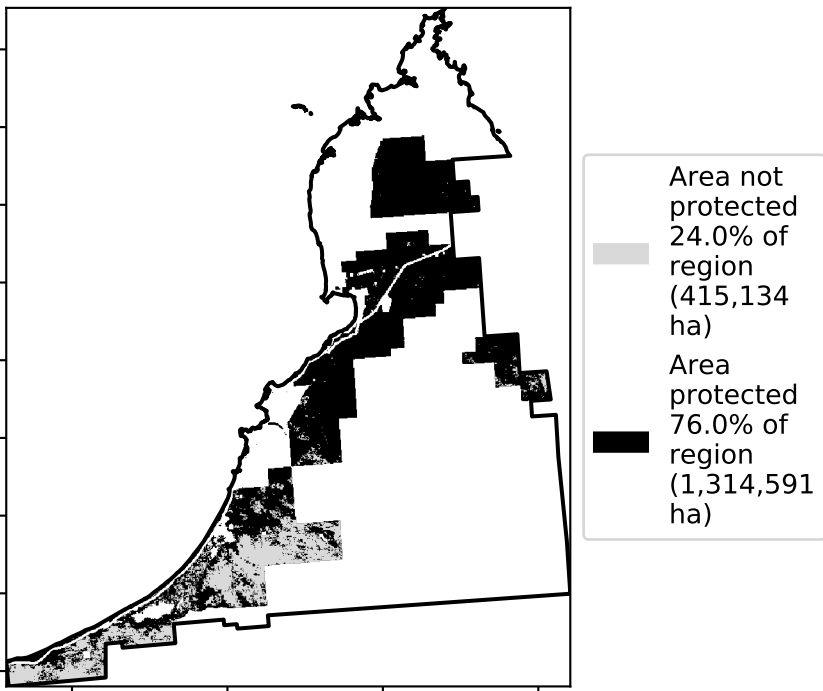 Area not
protected
24.0% of
region
(415,134
ha)
Area
protected
76.0% of
region
(1,314,591
ha)